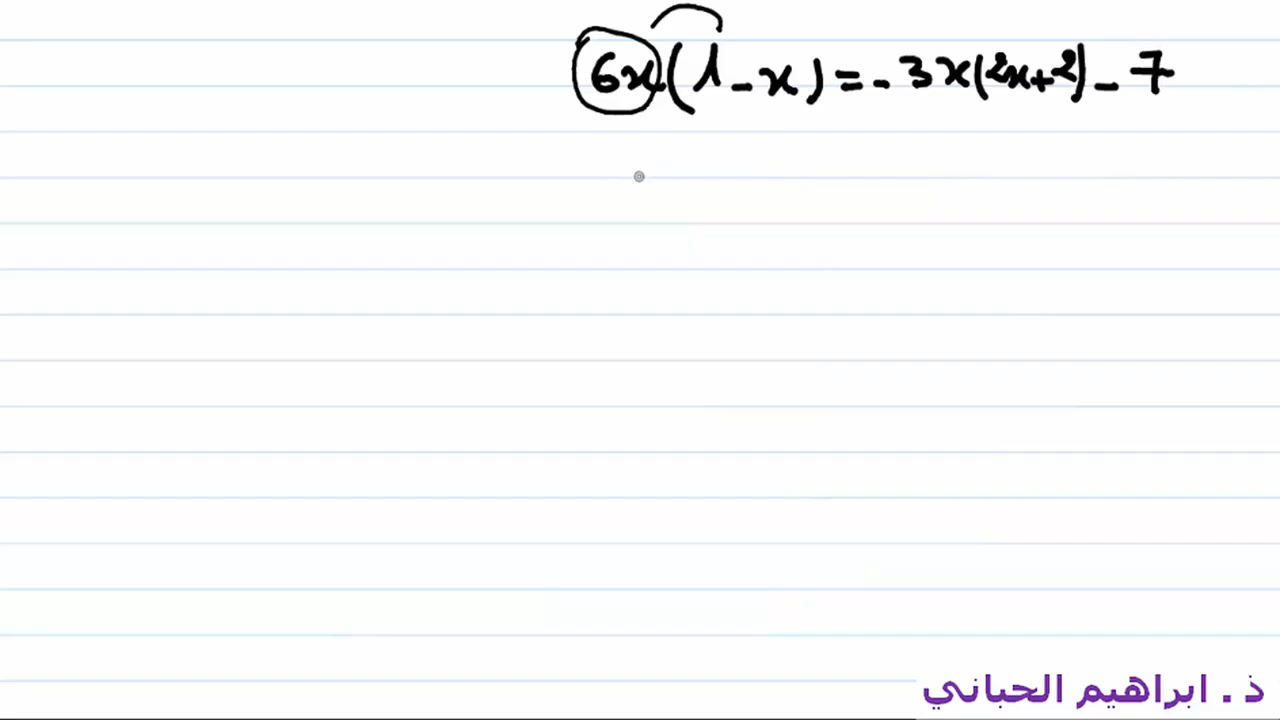 6x(1-x)=-3x(2x+2)-7
ذ . ابراهيم الحباني